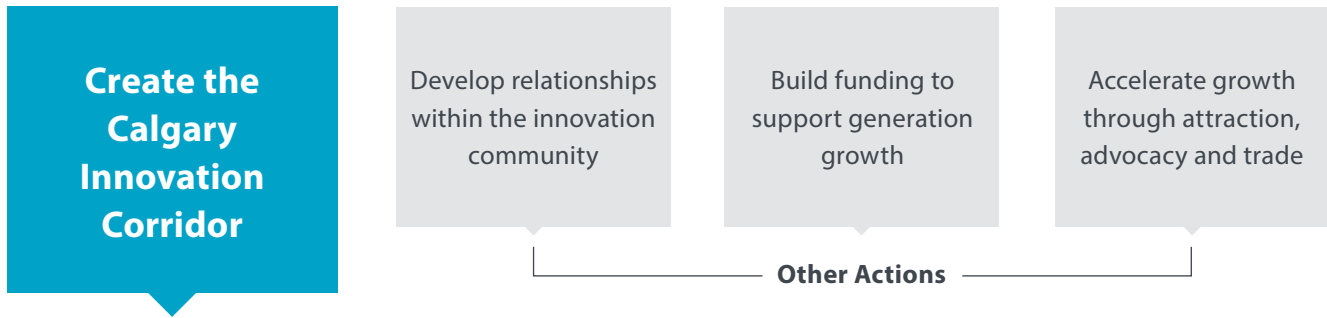 Create the
Calgary
Innovation
Corridor
Develop relationships
within the innovation
community
Build funding to
support generation
growth
Accelerate growth
through attraction,
advocacy and trade
Other Actions